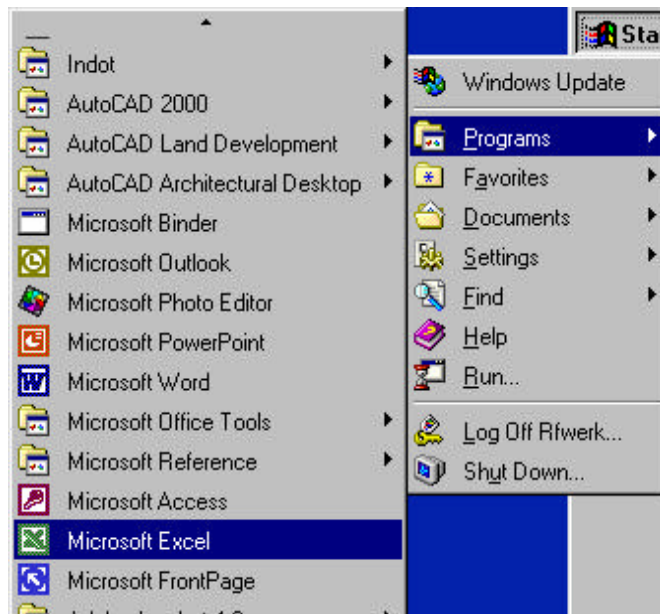 Indot
AutoCAD 2000
AutoCAD Land Development
AutoCAD Architectural Desktop
Microsoft Binder
Microsoft Outlook
Microsoft Photo Editor
Microsoft PowerPoint
Microsoft Word
Microsoft Office Tools
Microsoft Reference
Microsoft Access
Microsoft Excel
Microsoft FrontPage
Sta
Windows Update
Programs
Favorites
Documents
Settings
Find
Help
Run...
Log Off Rfwerk...
Shut Down...